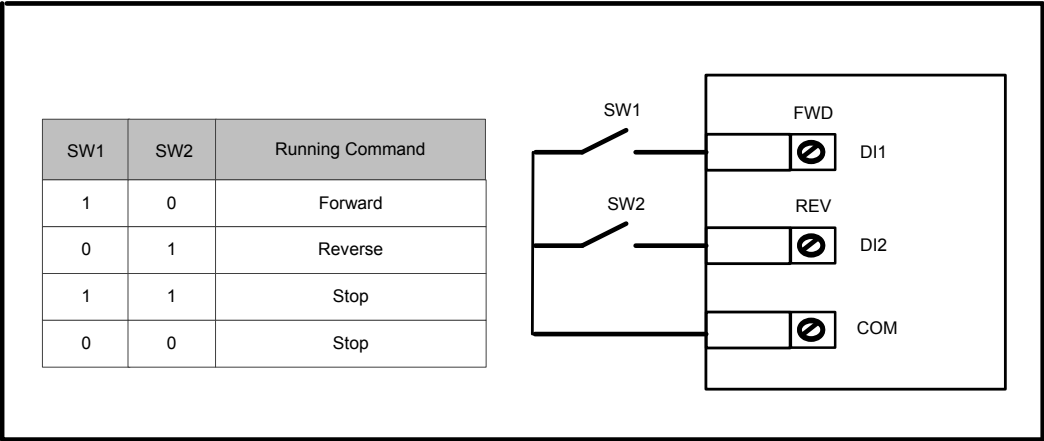 SW1 SW2 Running Command
1 0 Forward
0 1 Reverse
1 1 Stop
0 0 Stop
SW1
FWD
DI1
SW2
REV
DI2
COM